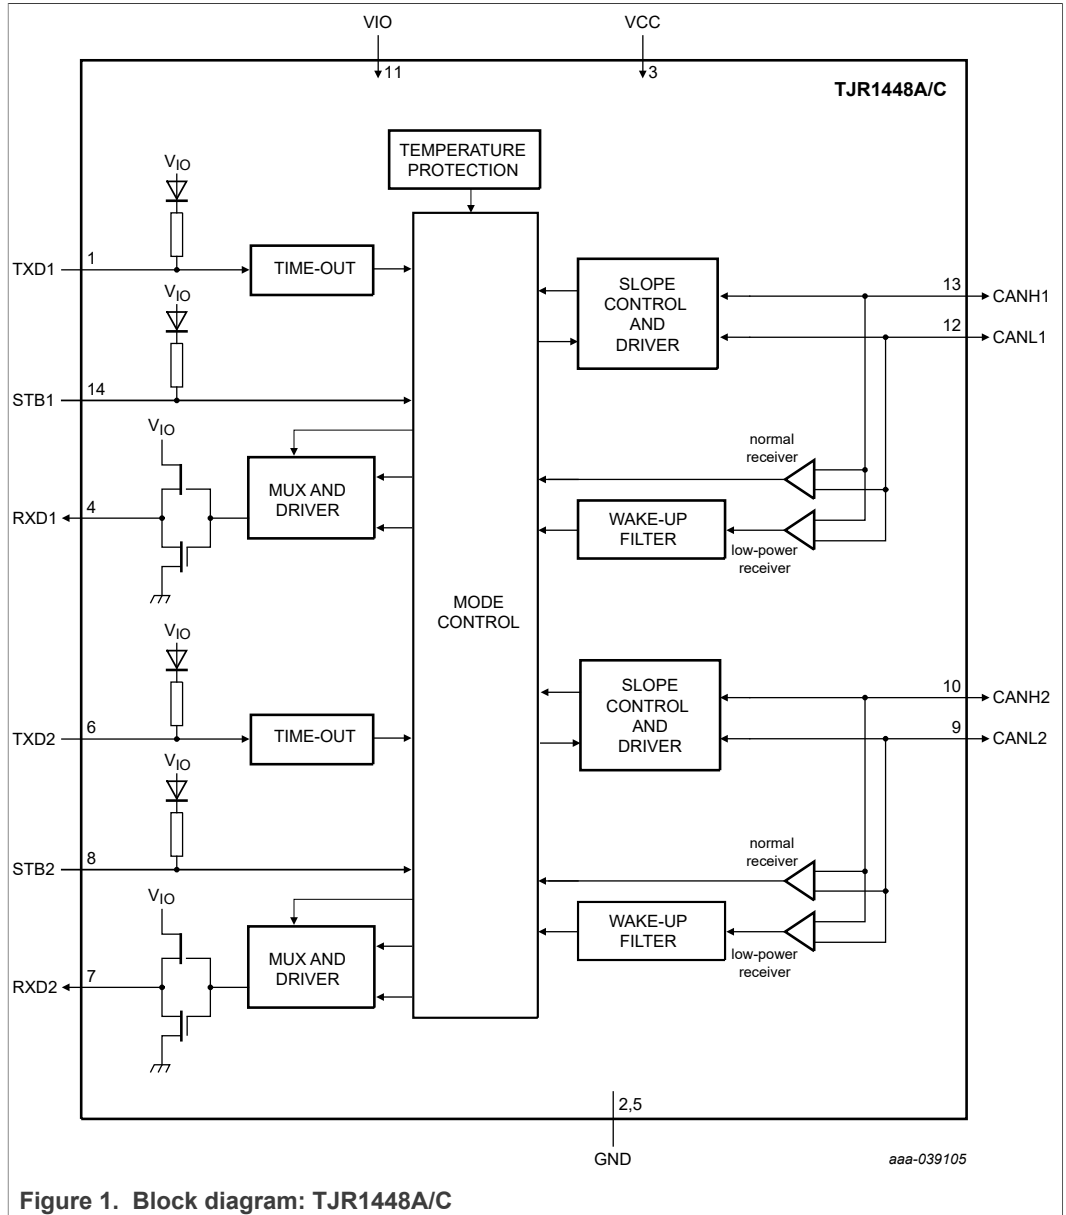 VIO
VCC
11
3
TJR1448A/C
TEMPERATURE
PROTECTION
VIO
TXD1
1
TIME-OUT
SLOPE
CONTROL
AND
DRIVER
13
CANH1
12
CANL1
VIO
STB1
14
VIO
MUX AND
DRIVER
RXD1
4
normal
receiver
WAKE-UP
FILTER
low-power
receiver
MODE
CONTROL
VIO
TXD2
6
TIME-OUT
SLOPE
CONTROL
AND
DRIVER
10
CANH2
9
CANL2
VIO
STB2
8
VIO
MUX AND
DRIVER
RXD2
7
normal
receiver
WAKE-UP
FILTER
low-power
receiver
2,5
GND
aaa-039105
Figure 1. Block diagram: TJR1448A/C